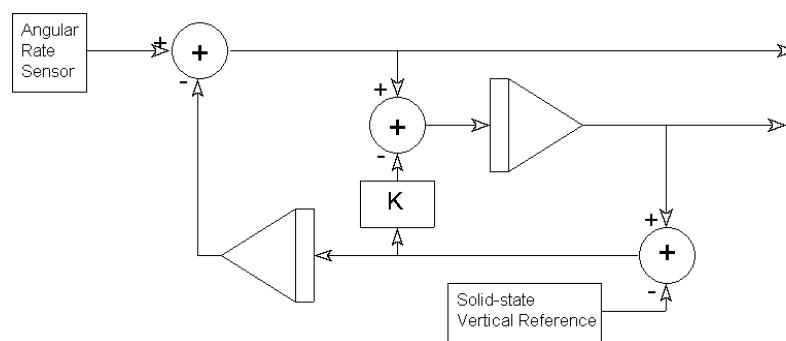 Angular
Rate
Sensor
+
+
-
+
+
-
K
+
+
-
Solid-state
Vertical Reference